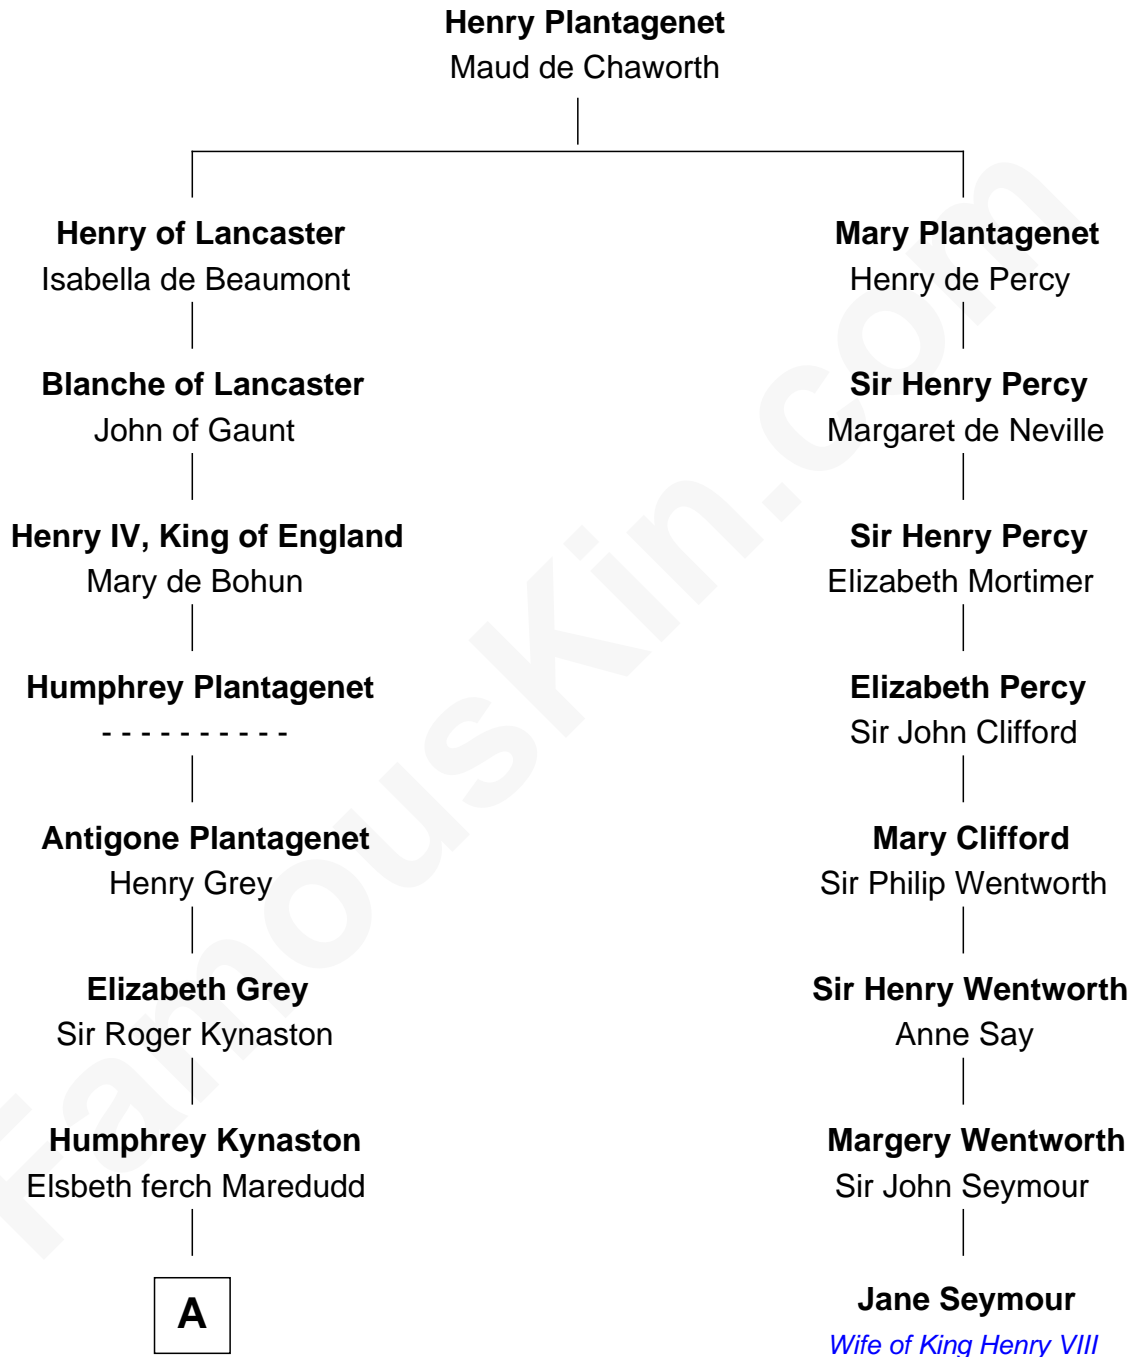 Henry Plantagenet
Maud de Chaworth
Henry of Lancaster
Isabella de Beaumont
Mary Plantagenet
Henry de Percy
Blanche of Lancaster
John of Gaunt
Sir Henry Percy
Margaret de Neville
Henry IV, King of England
Mary de Bohun
Sir Henry Percy
Elizabeth Mortimer
Humphrey Plantagenet
- - - - - - - - - -
Elizabeth Percy
Sir John Clifford
Antigone Plantagenet
Henry Grey
Mary Clifford
Sir Philip Wentworth
Elizabeth Grey
Sir Roger Kynaston
Sir Henry Wentworth
Anne Say
Humphrey Kynaston
Elsbeth ferch Maredudd
Margery Wentworth
Sir John Seymour
A
Jane Seymour
Wife of King Henry VIII
FamousKin.com